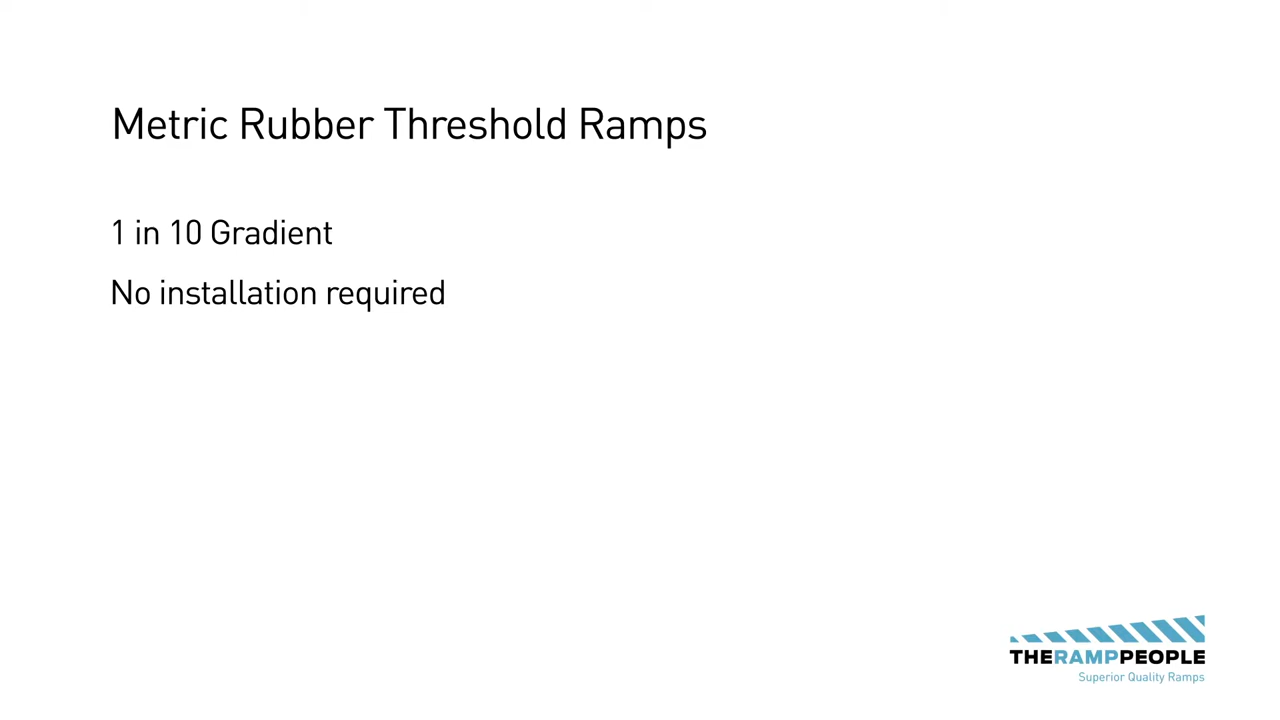 Metric Rubber Threshold Ramps
1 in 10 Gradient
No installation required
THERAMPPEOPLE
Superior Quality Ramps